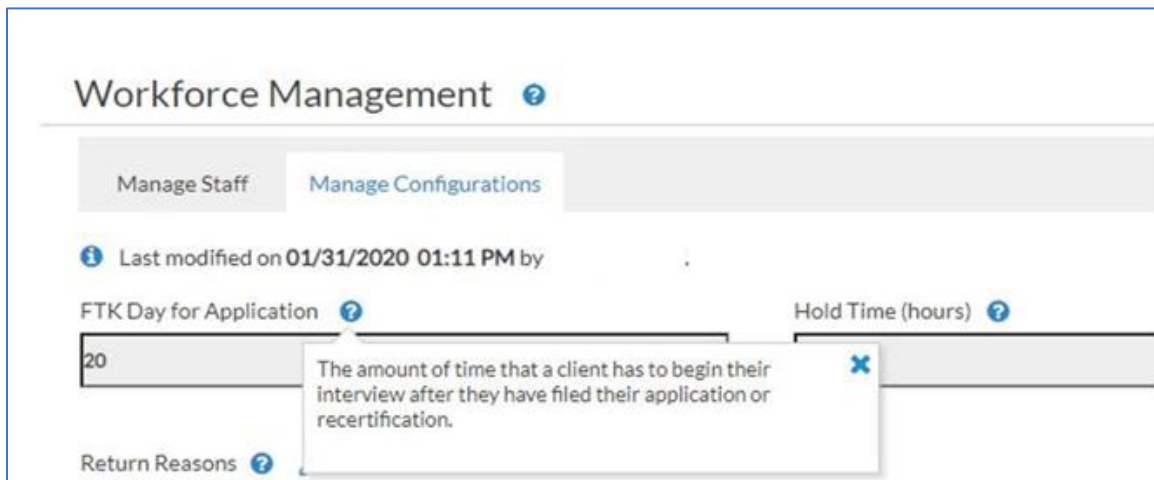 Workforce Management
Manage Staff Manage Configurations
Last modified on 01/31/2020 01:11 PM by .
FTK Day for Application Hold Time (hours)
20
The amount of time that a client has to begin their
interview after they have filed their application or
recertification.
Return Reasons